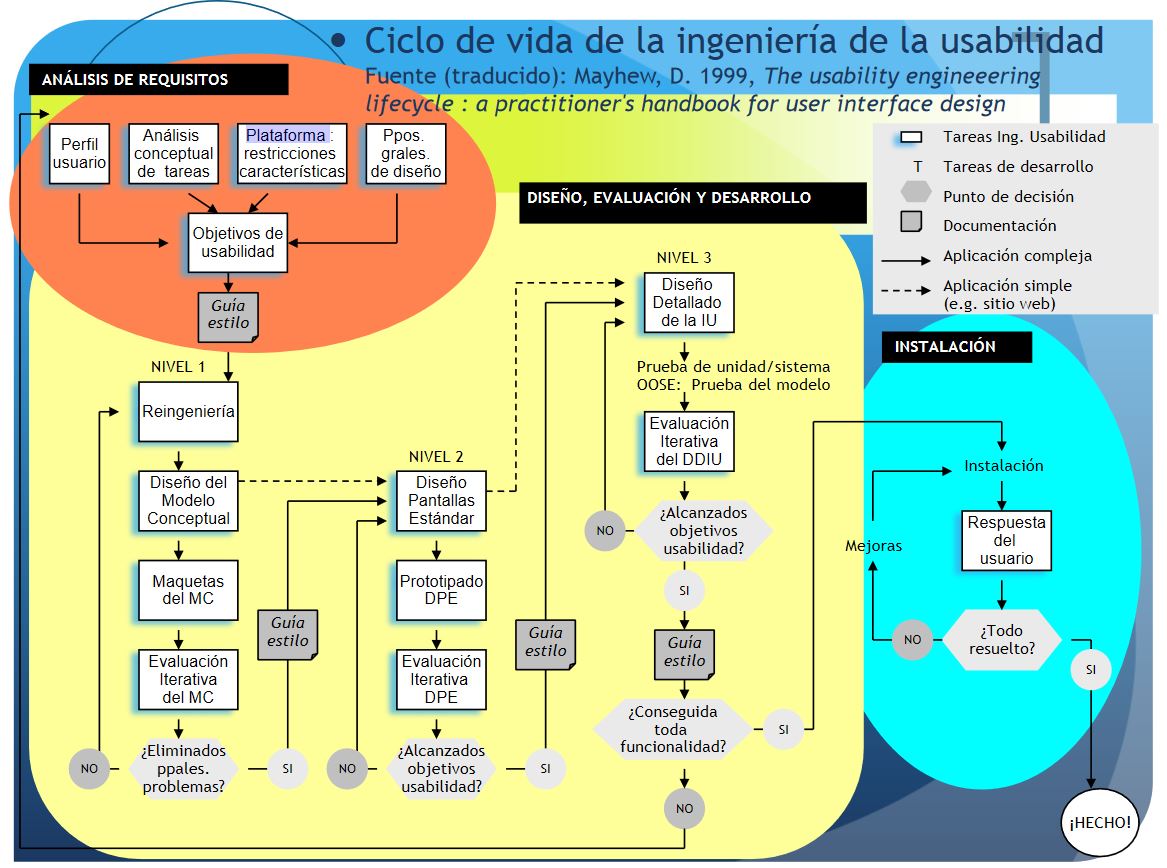 • Ciclo de vida de la ingeniería de la usabilidad
Fuente (traducido): Mayhew, D. 1999, The usability engineeering
lifecycle : a practitioner's handbook for user interface design
ANÁLISIS DE REQUISITOS
Perfil
usuario
Análisis
conceptual
de tareas
Plataforma :
restricciones
características
Ppos.
grales.
de diseño
Objetivos de
usabilidad
Guía
estilo
Tareas Ing. Usabilidad
T Tareas de desarrollo
Punto de decisión
Documentación
Aplicación compleja
Aplicación simple
(e.g. sitio web)
DISEÑO, EVALUACIÓN Y DESARROLLO
NIVEL 1
Reingeniería
Diseño del
Modelo
Conceptual
Maquetas
del MC
Evaluación
Iterativa
del MC
¿Eliminados
ppales.
problemas?
NO
SI
Guía
estilo
NIVEL 2
Diseño
Pantallas
Estándar
Prototipado
DPE
Evaluación
Iterativa
DPE
¿Alcanzados
objetivos
usabilidad?
NO
SI
Guía
estilo
NIVEL 3
Diseño
Detallado
de la IU
Prueba de unidad/sistema
OOSE: Prueba del modelo
Evaluación
Iterativa
del DDIU
¿Alcanzados
objetivos
usabilidad?
NO
SI
Guía
estilo
¿Conseguida
toda
funcionalidad?
SI
NO
INSTALACIÓN
Instalación
Respuesta
del
usuario
Mejoras
¿Todo
resuelto?
NO
SI
¡HECHO!